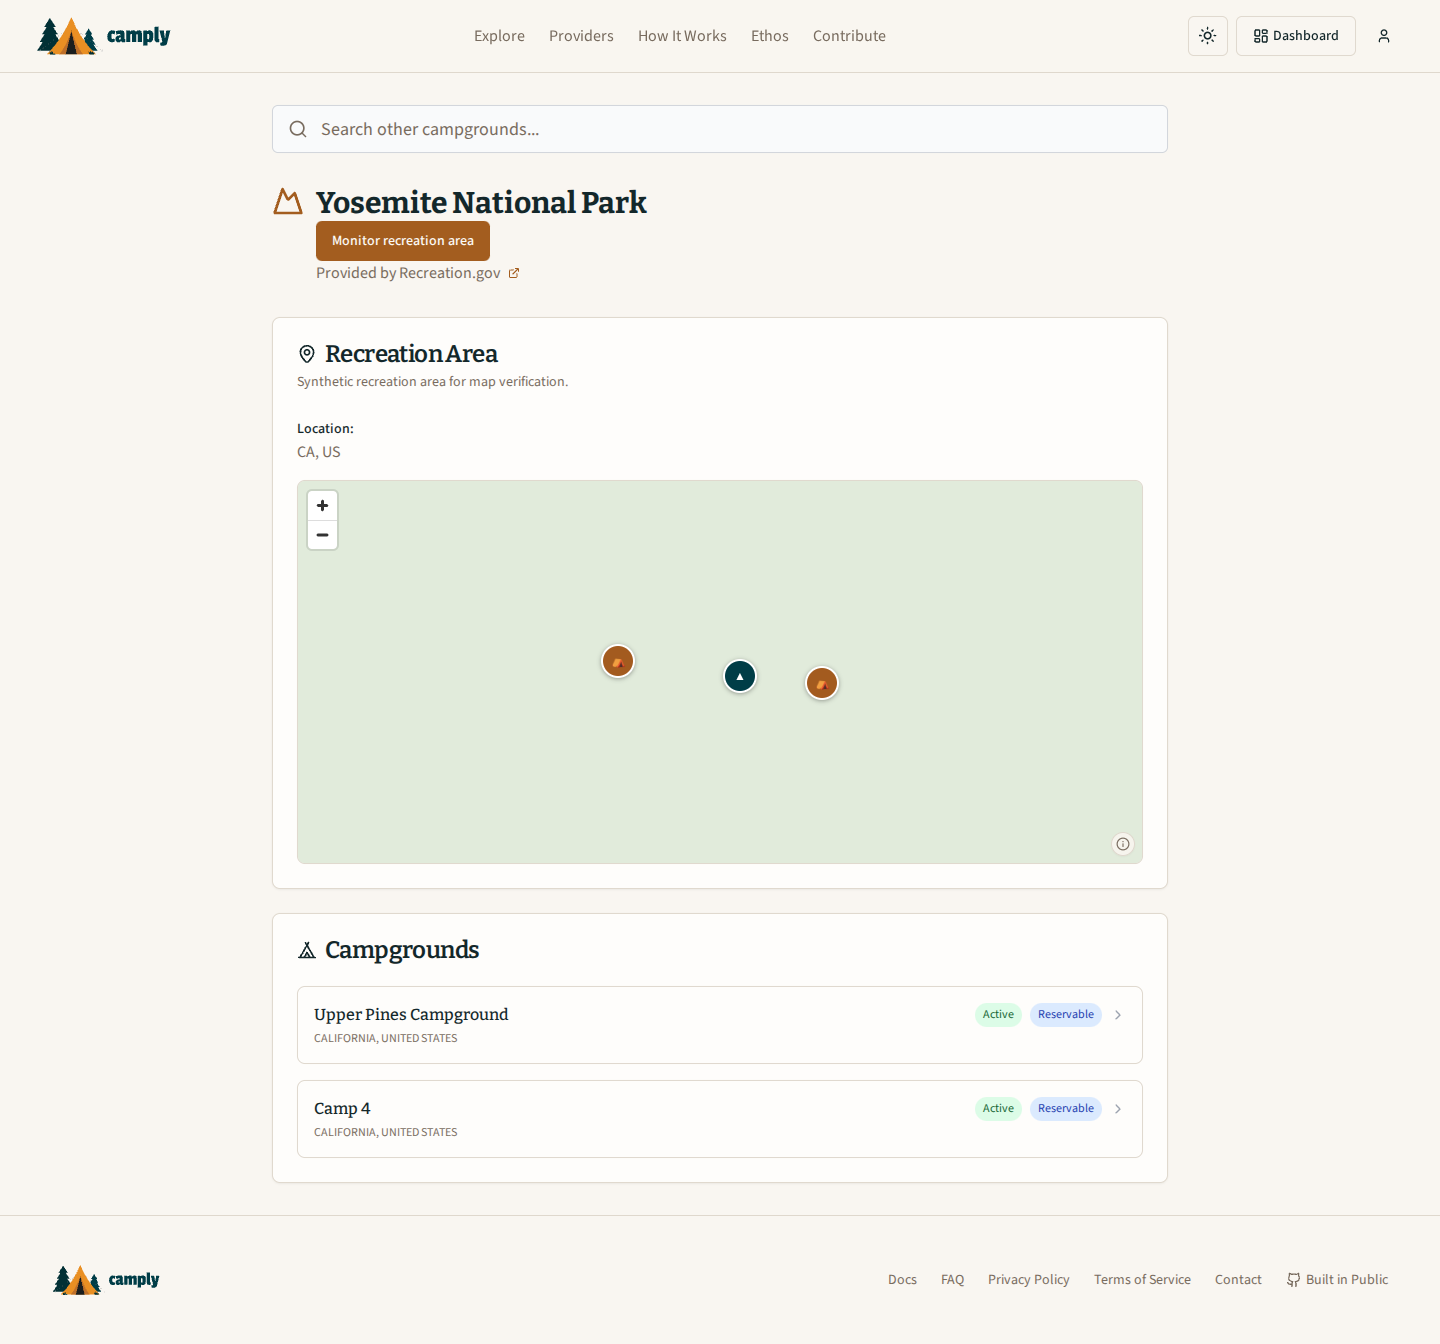 camply
Explore
Providers
How It Works
Ethos
Contribute
Dashboard
Search other campgrounds...
Yosemite National Park
Monitor recreation area
Provided by Recreation.gov
Recreation Area
Synthetic recreation area for map verification.
Location:
CA, US
Campgrounds
Upper Pines Campground
Active
Reservable
CALIFORNIA, UNITED STATES
Camp 4
Active
Reservable
CALIFORNIA, UNITED STATES
camply
Docs
FAQ
Privacy Policy
Terms of Service
Contact
Built in Public